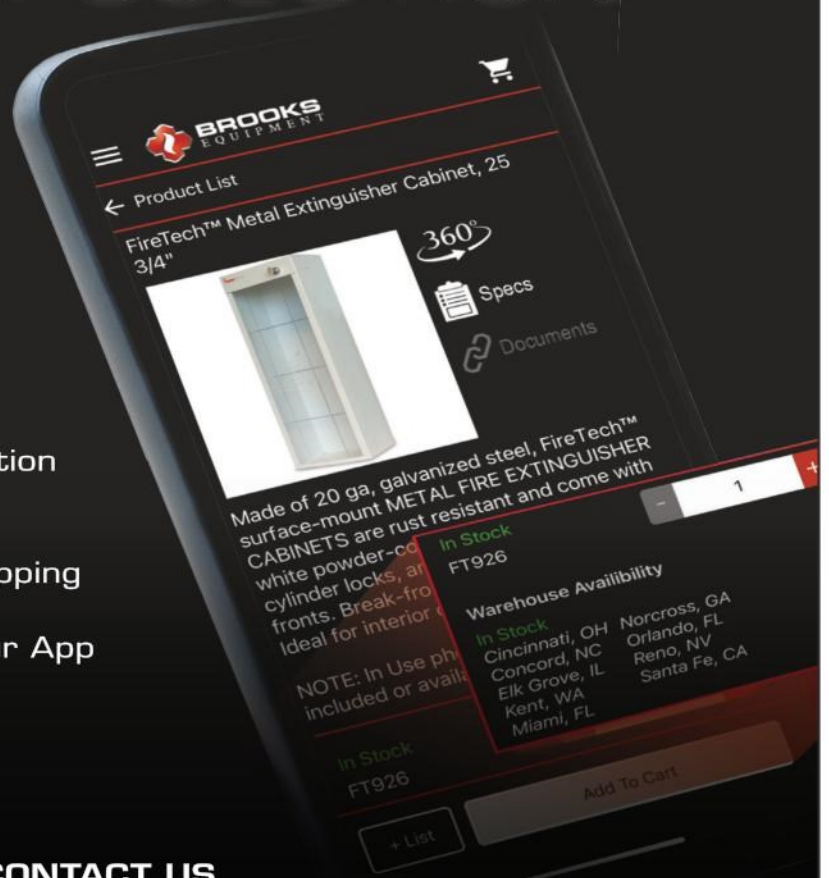 BROOKS
EQUIPMENT
Product List
FireTech™ Metal Extinguisher Cabinet, 25
3/4"
360°
Specs
Documents
Made of 20 ga, galvanized steel, FireTech™
surface-mount METAL FIRE EXTINGUISHER
CABINETS are rust resistant and come with
white powder-co
cylinder locks, ar
fronts. Break-fro
Ideal for interior
NOTE: In Use ph
included or availa
In Stock
FT926
+ List
Add To Cart
- 1 +
In Stock
FT926
Warehouse Availibility
In Stock
Cincinnati, OH Norcross, GA
Concord, NC Orlando, FL
Elk Grove, IL Reno, NV
Kent, WA Santa Fe, CA
Miami, FL
tion
pping
r App
CONTACT US